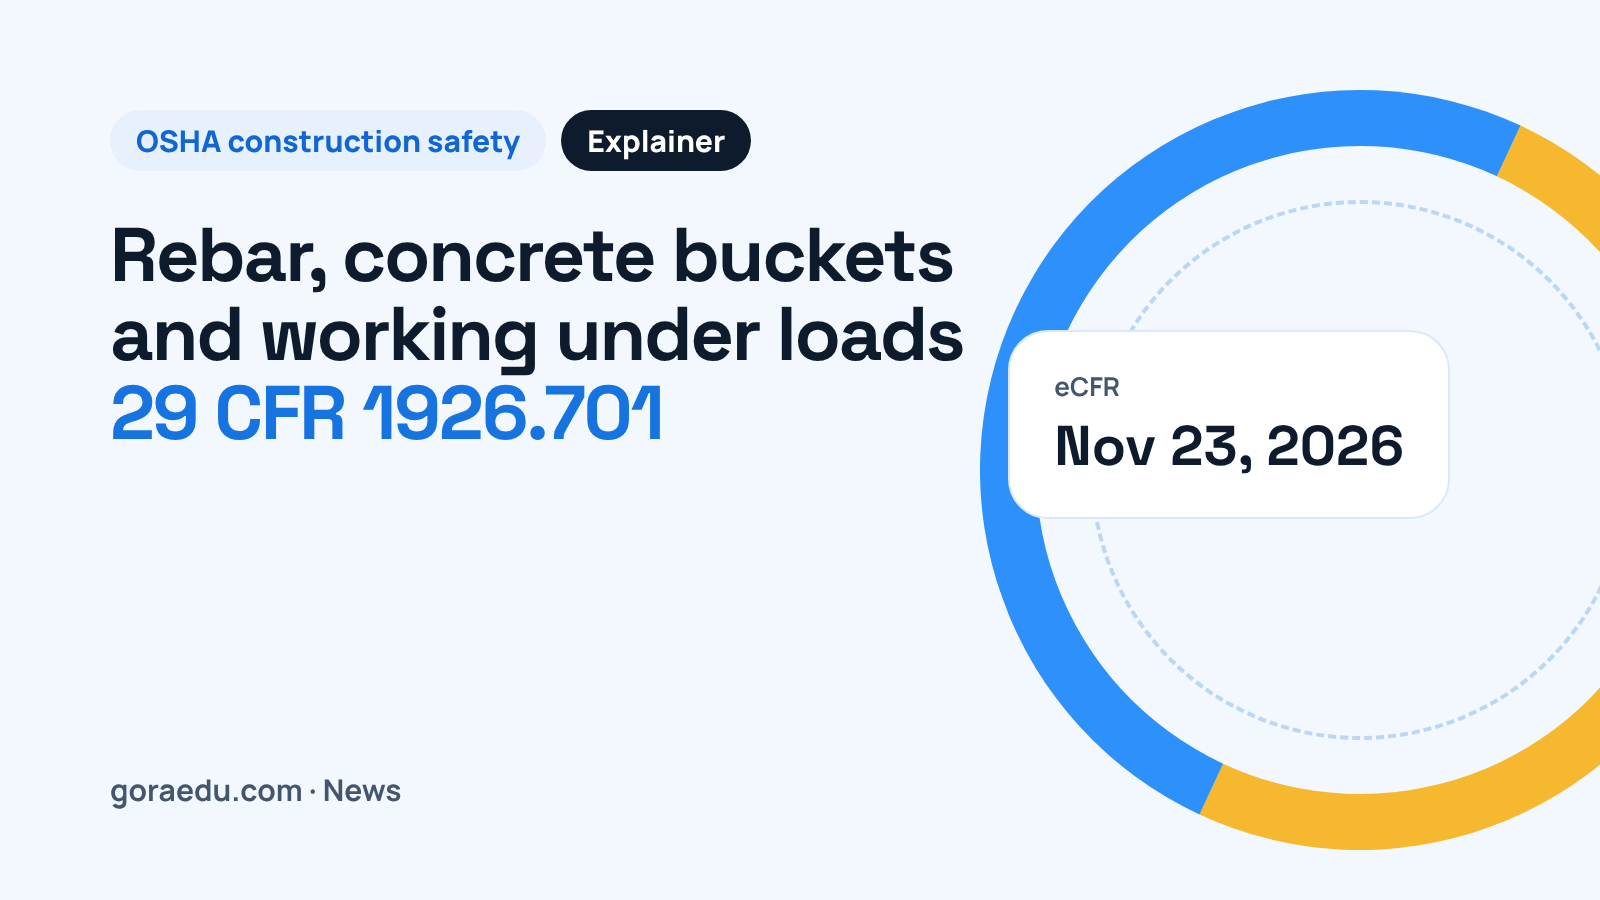 OSHA construction safety
Explainer
Rebar, concrete buckets
and working under loads
29 CFR 1926.701
eCFR
Nov 23, 2026
goraedu.com · News